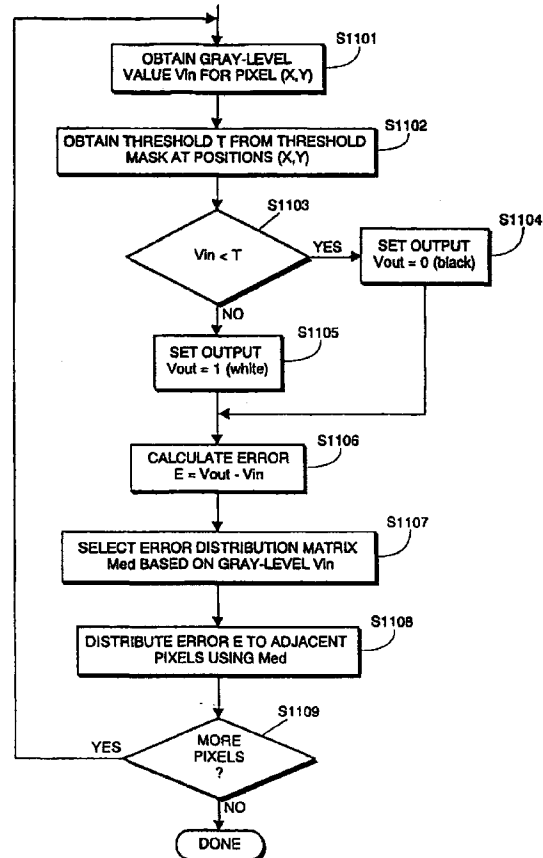 S1101
OBTAIN GRAY-LEVEL
VALUE Vin FOR PIXEL (X,Y)
S1102
OBTAIN THRESHOLD T FROM THRESHOLD
MASK AT POSITIONS (X,Y)
S1103
Vin < T
YES
S1104
SET OUTPUT
Vout = 0 (black)
NO
S1105
SET OUTPUT
Vout = 1 (white)
S1106
CALCULATE ERROR
E = Vout - Vin
S1107
SELECT ERROR DISTRIBUTION MATRIX
Med BASED ON GRAY-LEVEL Vin
S1108
DISTRIBUTE ERROR E TO ADJACENT
PIXELS USING Med
S1109
YES
MORE
PIXELS
?
NO
DONE